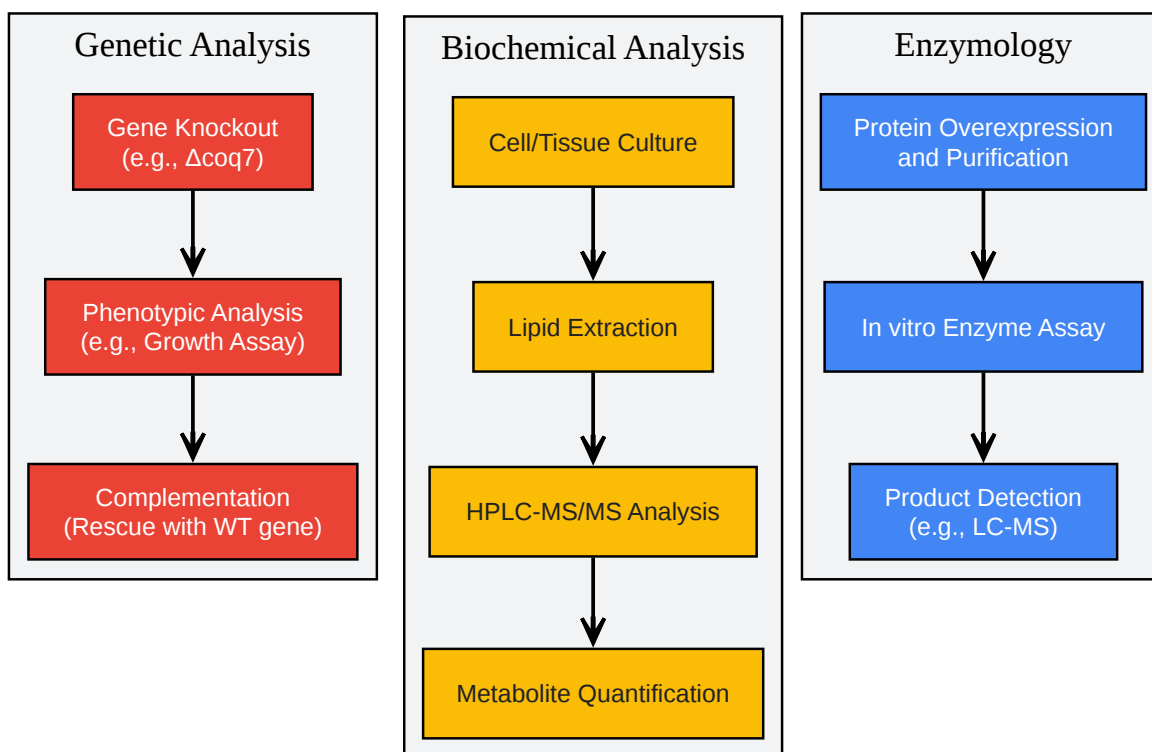 Genetic Analysis
Gene Knockout
(e.g., Δcoq7)
Phenotypic Analysis
(e.g., Growth Assay)
Complementation
(Rescue with WT gene)
Biochemical Analysis
Cell/Tissue Culture
Lipid Extraction
HPLC-MS/MS Analysis
Metabolite Quantification
Enzymology
Protein Overexpression
and Purification
In vitro Enzyme Assay
Product Detection
(e.g., LC-MS)